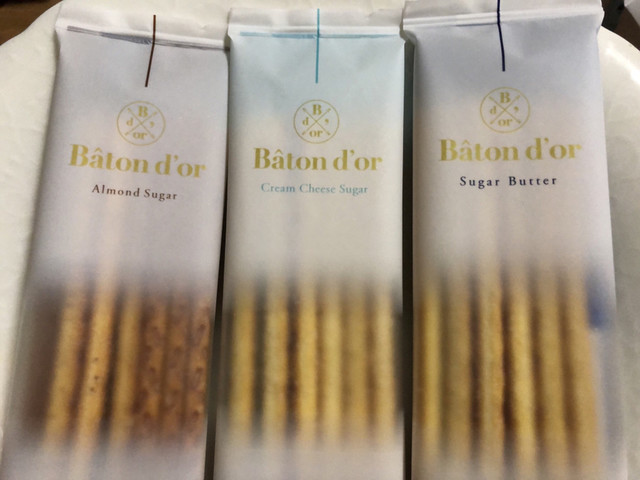 B
d s
or
Bâton d'or
Almond Sugar
B
d s
or
Bâton d'or
Cream Cheese Sugar
B
d s
or
Bâton d'or
Sugar Butter